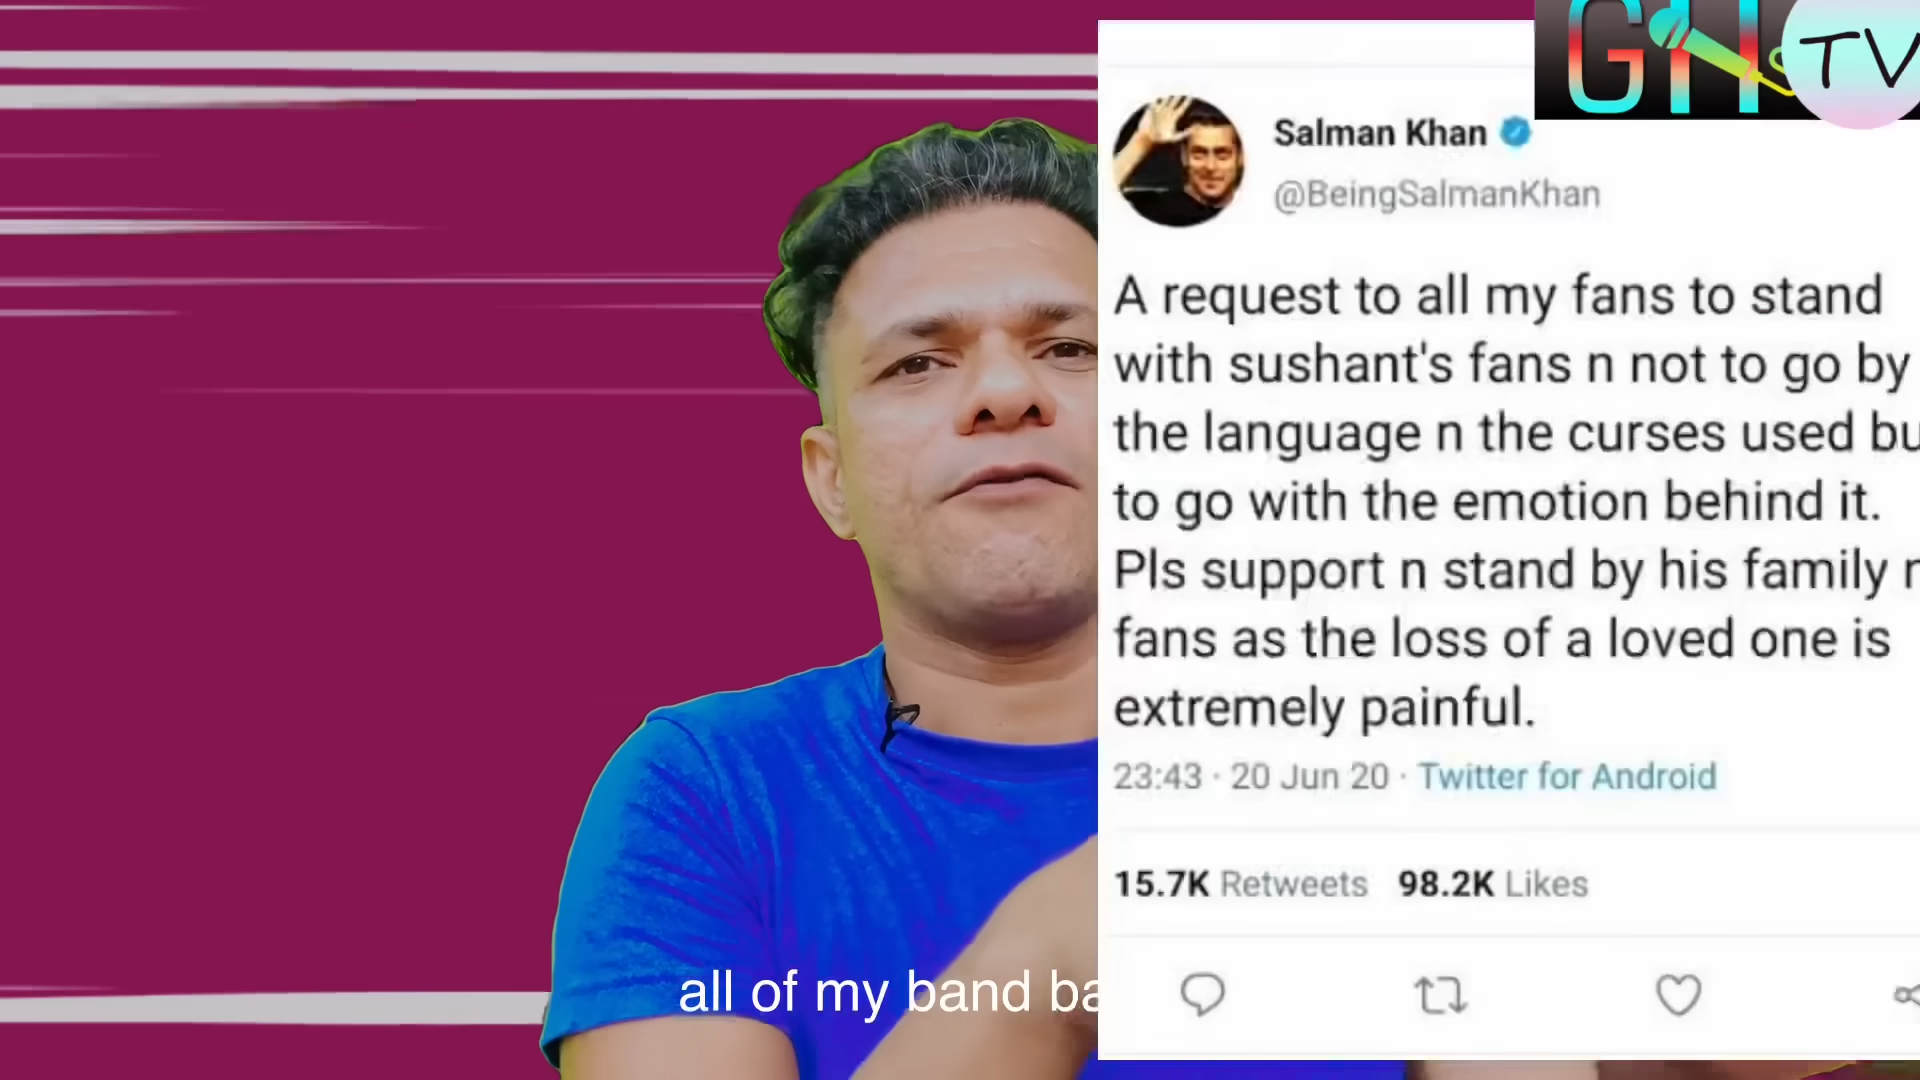 GH TV
Salman Khan
@BeingSalmanKhan
A request to all my fans to stand
with sushant's fans n not to go by
the language n the curses used bu
to go with the emotion behind it.
Pls support n stand by his family n
fans as the loss of a loved one is
extremely painful.
23:43 · 20 Jun 20 · Twitter for Android
15.7K Retweets 98.2K Likes
all of my band ba